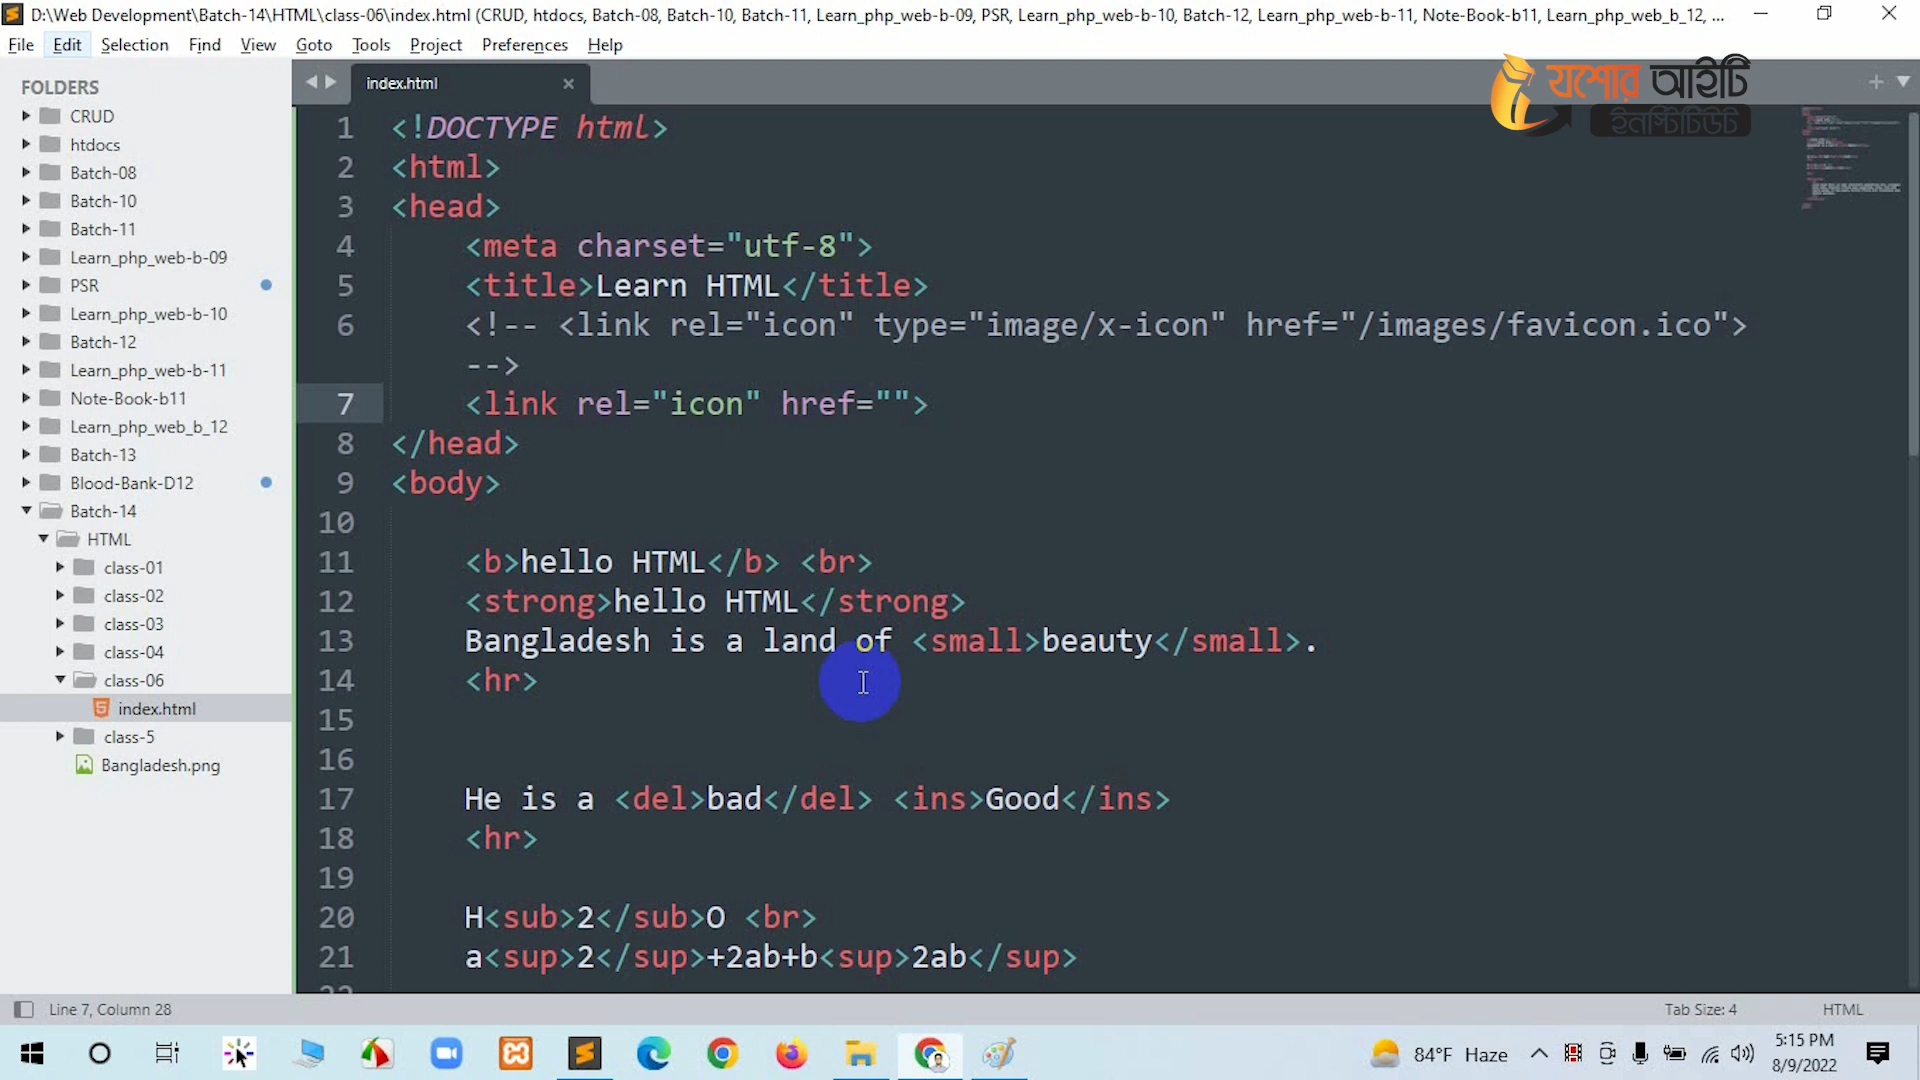 D:\Web Development\Batch-14\HTML\class-06\index.html (CRUD, htdocs, Batch-08, Batch-10, Batch-11, Learn_php_web-b-09, PSR, Learn_php_web-b-10, Batch-12, Learn_php_web-b-11, Note-Book-b11, Learn_php_web_b_12, ...
File Edit Selection Find View Goto Tools Project Preferences Help
যশোর আইটি
ইনস্টিটিউট
FOLDERS
CRUD
htdocs
Batch-08
Batch-10
Batch-11
Learn_php_web-b-09
PSR
Learn_php_web-b-10
Batch-12
Learn_php_web-b-11
Note-Book-b11
Learn_php_web_b_12
Batch-13
Blood-Bank-D12
Batch-14
HTML
class-01
class-02
class-03
class-04
class-06
index.html
class-5
Bangladesh.png
index.html
1 <!DOCTYPE html>
2 <html>
3 <head>
4 <meta charset="utf-8">
5 <title>Learn HTML</title>
6 <!-- <link rel="icon" type="image/x-icon" href="/images/favicon.ico">
-->
7 <link rel="icon" href="">
8 </head>
9 <body>
10
11 <b>hello HTML</b> <br>
12 <strong>hello HTML</strong>
13 Bangladesh is a land of <small>beauty</small>.
14 <hr>
15
16
17 He is a <del>bad</del> <ins>Good</ins>
18 <hr>
19
20 H<sub>2</sub>O <br>
21 a<sup>2</sup>+2ab+b<sup>2ab</sup>
Line 7, Column 28
Tab Size: 4 HTML
84°F Haze
5:15 PM
8/9/2022